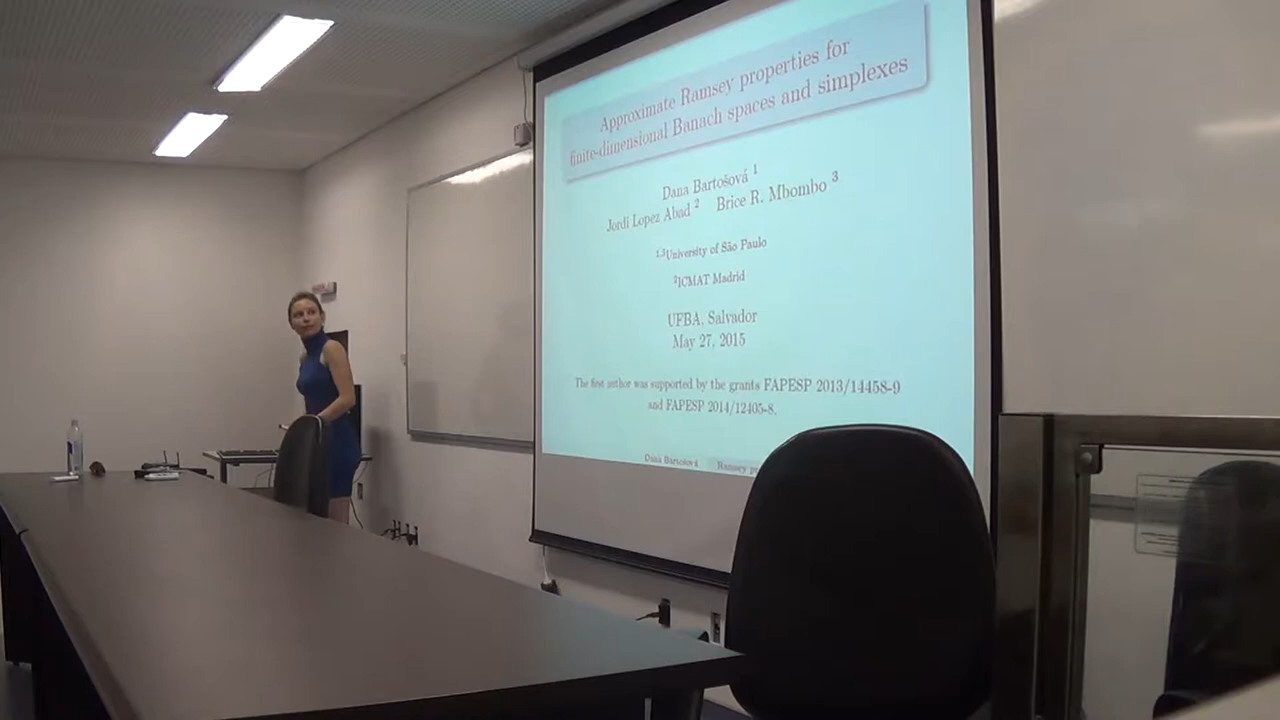 Approximate Ramsey properties for
finite-dimensional Banach spaces and simplexes
Dana Bartošová ¹
Jordi Lopez Abad ² Brice R. Mbombo ³
¹,³University of São Paulo
²ICMAT Madrid
UFBA, Salvador
May 27, 2015
The first author was supported by the grants FAPESP 2013/14458-9
and FAPESP 2014/12405-8.
Dana Bartošová Ramsey